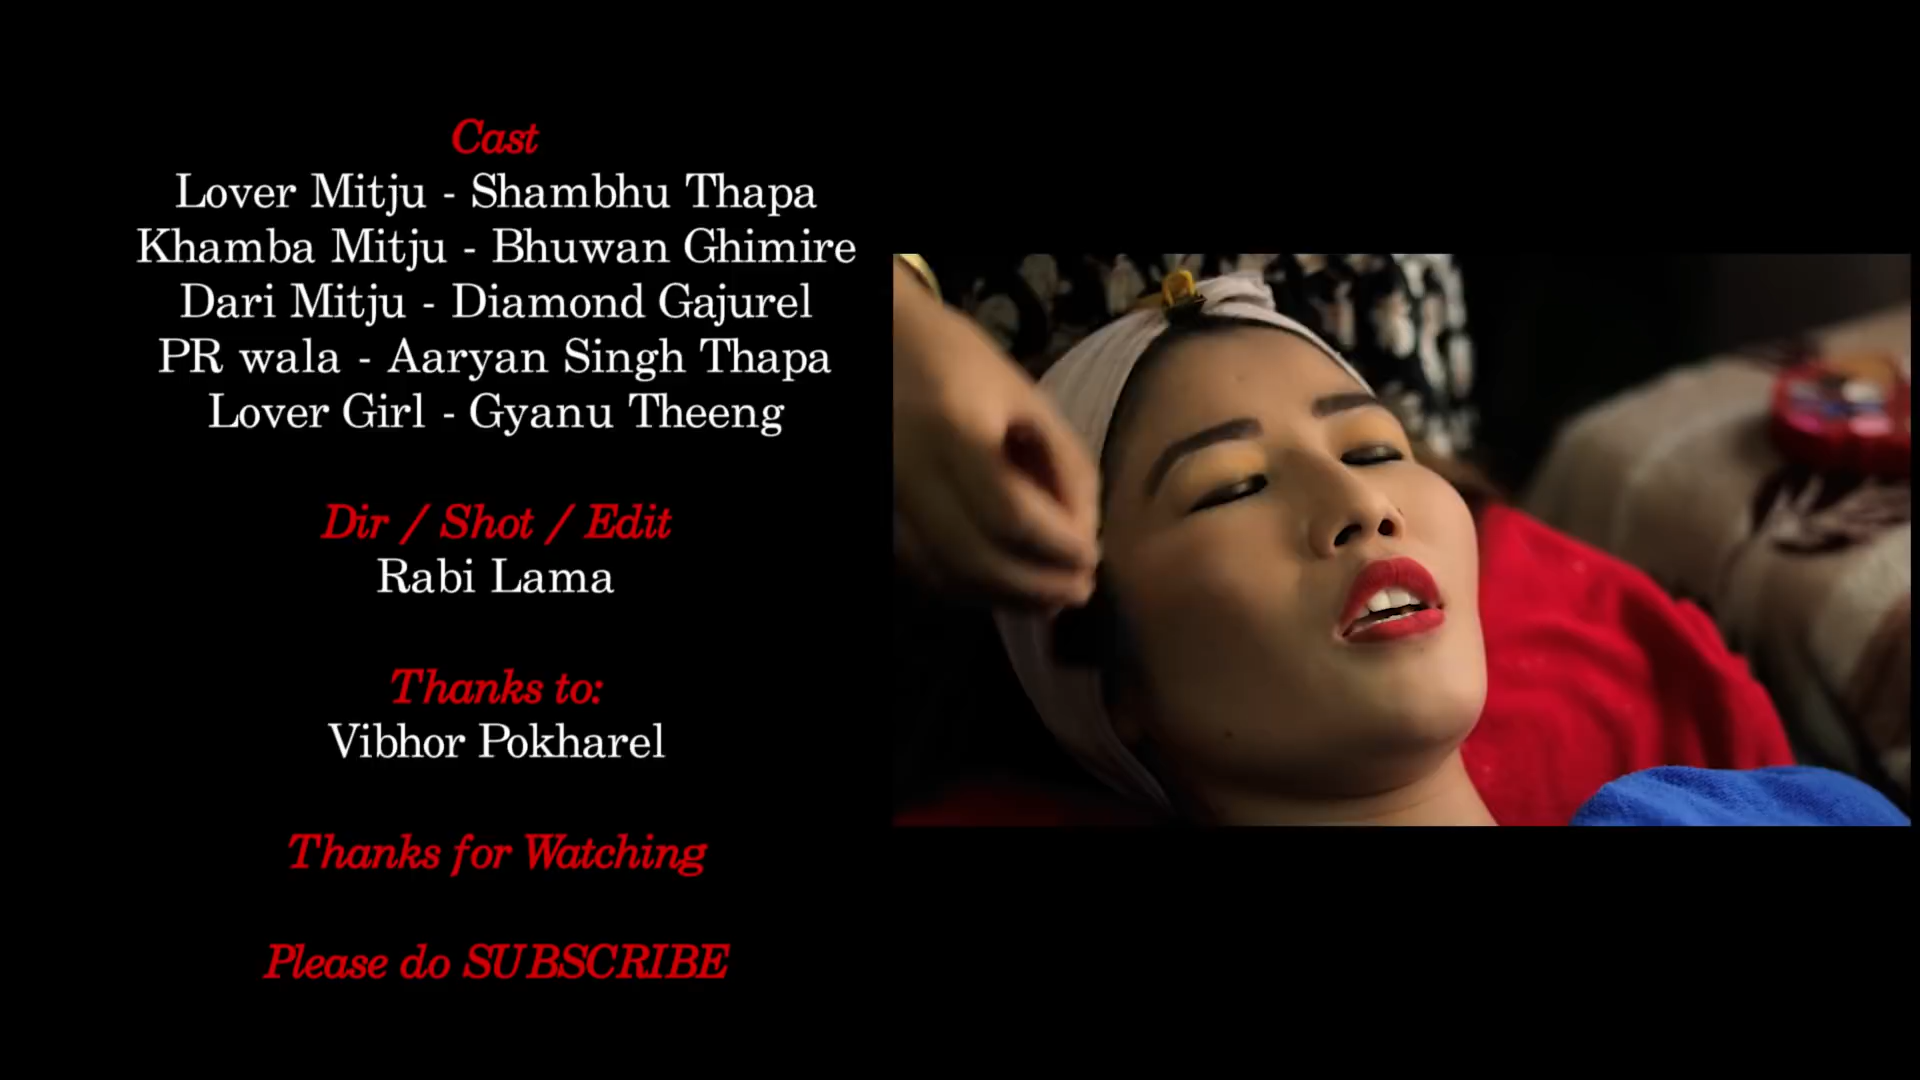 Cast
Lover Mitju - Shambhu Thapa
Khamba Mitju - Bhuwan Ghimire
Dari Mitju - Diamond Gajurel
PR wala - Aaryan Singh Thapa
Lover Girl - Gyanu Theeng
Dir / Shot / Edit
Rabi Lama
Thanks to:
Vibhor Pokharel
Thanks for Watching
Please do SUBSCRIBE